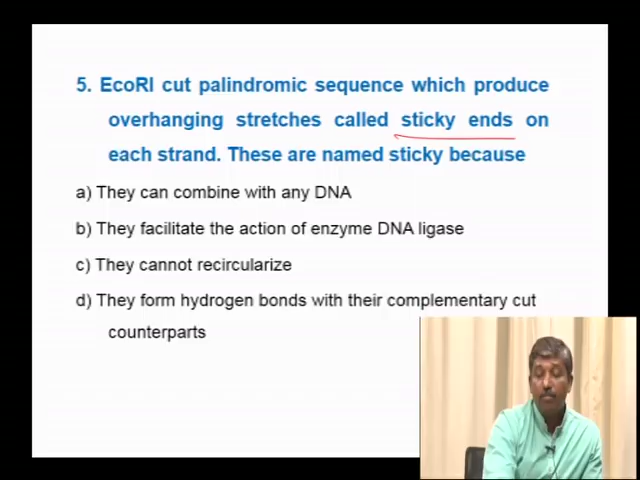 5. EcoRI cut palindromic sequence which produce
overhanging stretches called sticky ends on
each strand. These are named sticky because
a) They can combine with any DNA
b) They facilitate the action of enzyme DNA ligase
c) They cannot recircularize
d) They form hydrogen bonds with their complementary cut
counterparts